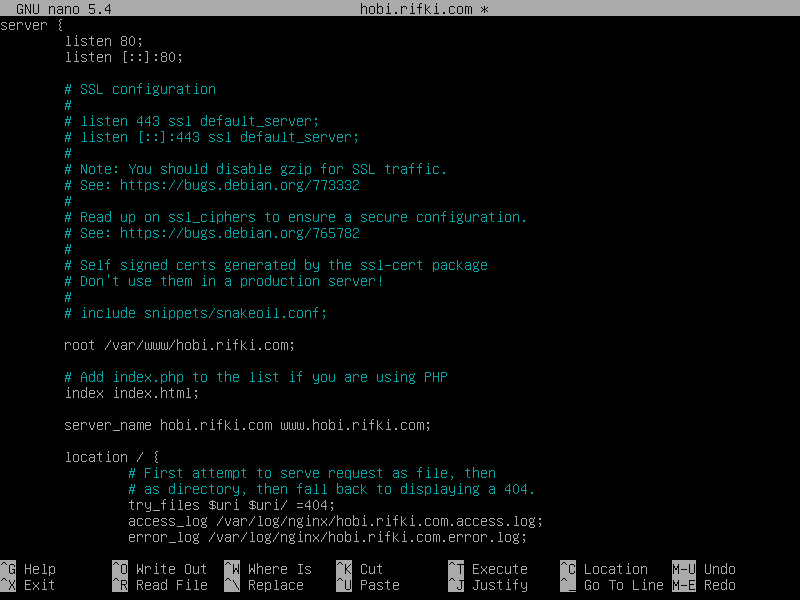 GNU nano 5.4 hobi.rifki.com *
server {
listen 80;
listen [::]:80;
# SSL configuration
#
# listen 443 ssl default_server;
# listen [::]:443 ssl default_server;
#
# Note: You should disable gzip for SSL traffic.
# See: https://bugs.debian.org/773332
#
# Read up on ssl_ciphers to ensure a secure configuration.
# See: https://bugs.debian.org/765782
#
# Self signed certs generated by the ssl-cert package
# Don't use them in a production server!
#
# include snippets/snakeoil.conf;
root /var/www/hobi.rifki.com;
# Add index.php to the list if you are using PHP
index index.html;
server_name hobi.rifki.com www.hobi.rifki.com;
location / {
# First attempt to serve request as file, then
# as directory, then fall back to displaying a 404.
try_files $uri $uri/ =404;
access_log /var/log/nginx/hobi.rifki.com.access.log;
error_log /var/log/nginx/hobi.rifki.com.error.log;
^G Help ^O Write Out ^W Where Is ^K Cut ^T Execute ^C Location M-U Undo
^X Exit ^R Read File ^\ Replace ^U Paste ^J Justify ^_ Go To Line M-E Redo